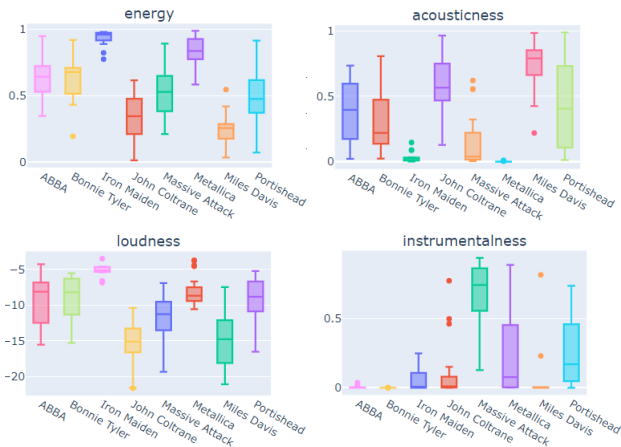 energy
1
0.5
0
ABBA
Bonnie Tyler
Iron Maiden
John Coltrane
Massive Attack
Metallica
Miles Davis
Portishead
acousticness
1
0.5
0
ABBA
Bonnie Tyler
Iron Maiden
John Coltrane
Massive Attack
Metallica
Miles Davis
Portishead
loudness
−5
−10
−15
−20
ABBA
Bonnie Tyler
Iron Maiden
John Coltrane
Massive Attack
Metallica
Miles Davis
Portishead
instrumentalness
0.5
0
ABBA
Bonnie Tyler
Iron Maiden
John Coltrane
Massive Attack
Metallica
Miles Davis
Portishead